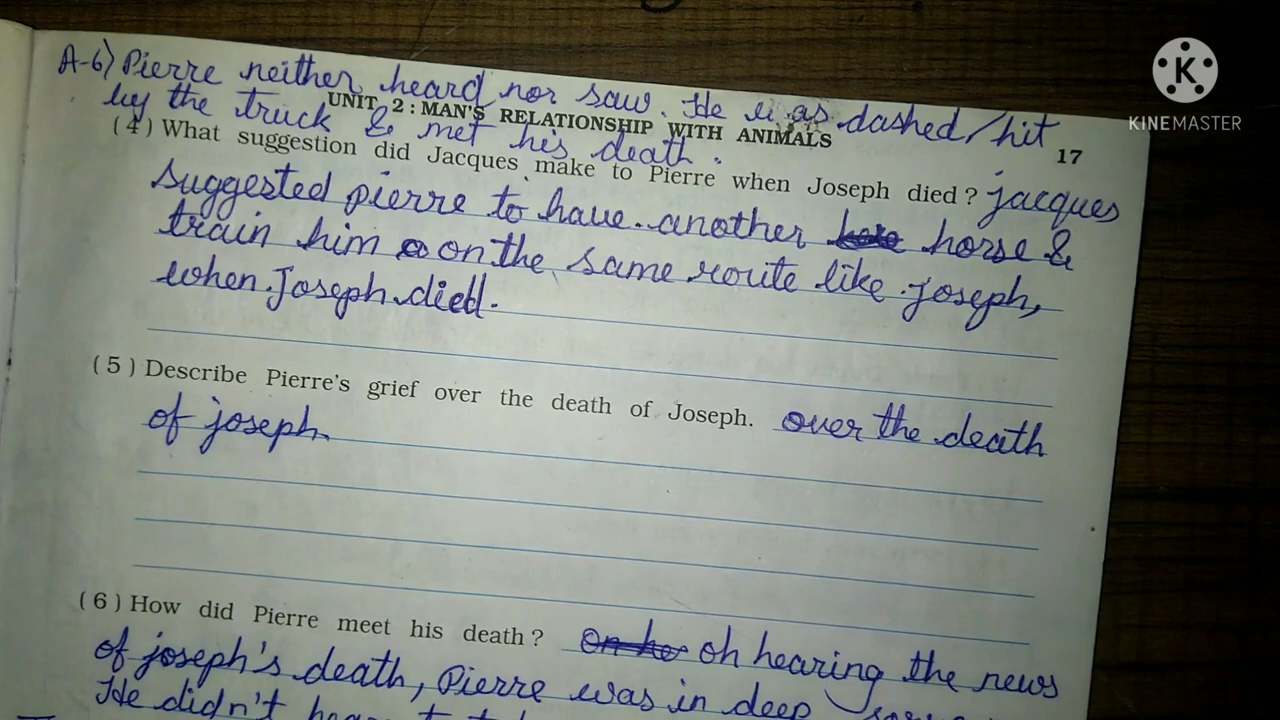 A-6) Pierre neither heard nor saw. He was dashed/hit
by the truck & met his death.
UNIT 2 : MAN'S RELATIONSHIP WITH ANIMALS
17
(4) What suggestion did Jacques make to Pierre when Joseph died? jacques
suggested pierre to have another horse &
train him on the same route like joseph,
when Joseph died.
(5) Describe Pierre's grief over the death of Joseph. over the death
of joseph.
(6) How did Pierre meet his death? oh hearing the news
of joseph's death, Pierre was in deep
He didn't
K
KINEMASTER